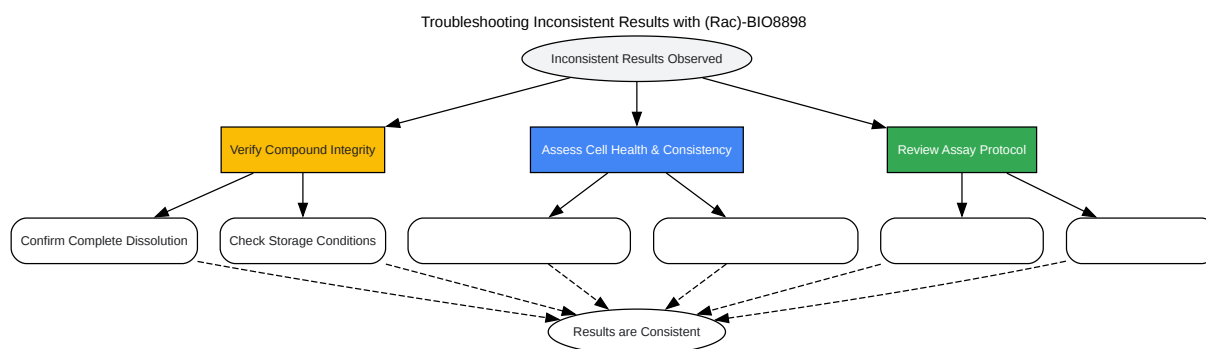 Troubleshooting Inconsistent Results with (Rac)-BIO8898
Inconsistent Results Observed
Verify Compound Integrity
Assess Cell Health & Consistency
Review Assay Protocol
Confirm Complete Dissolution
Check Storage Conditions
Results are Consistent